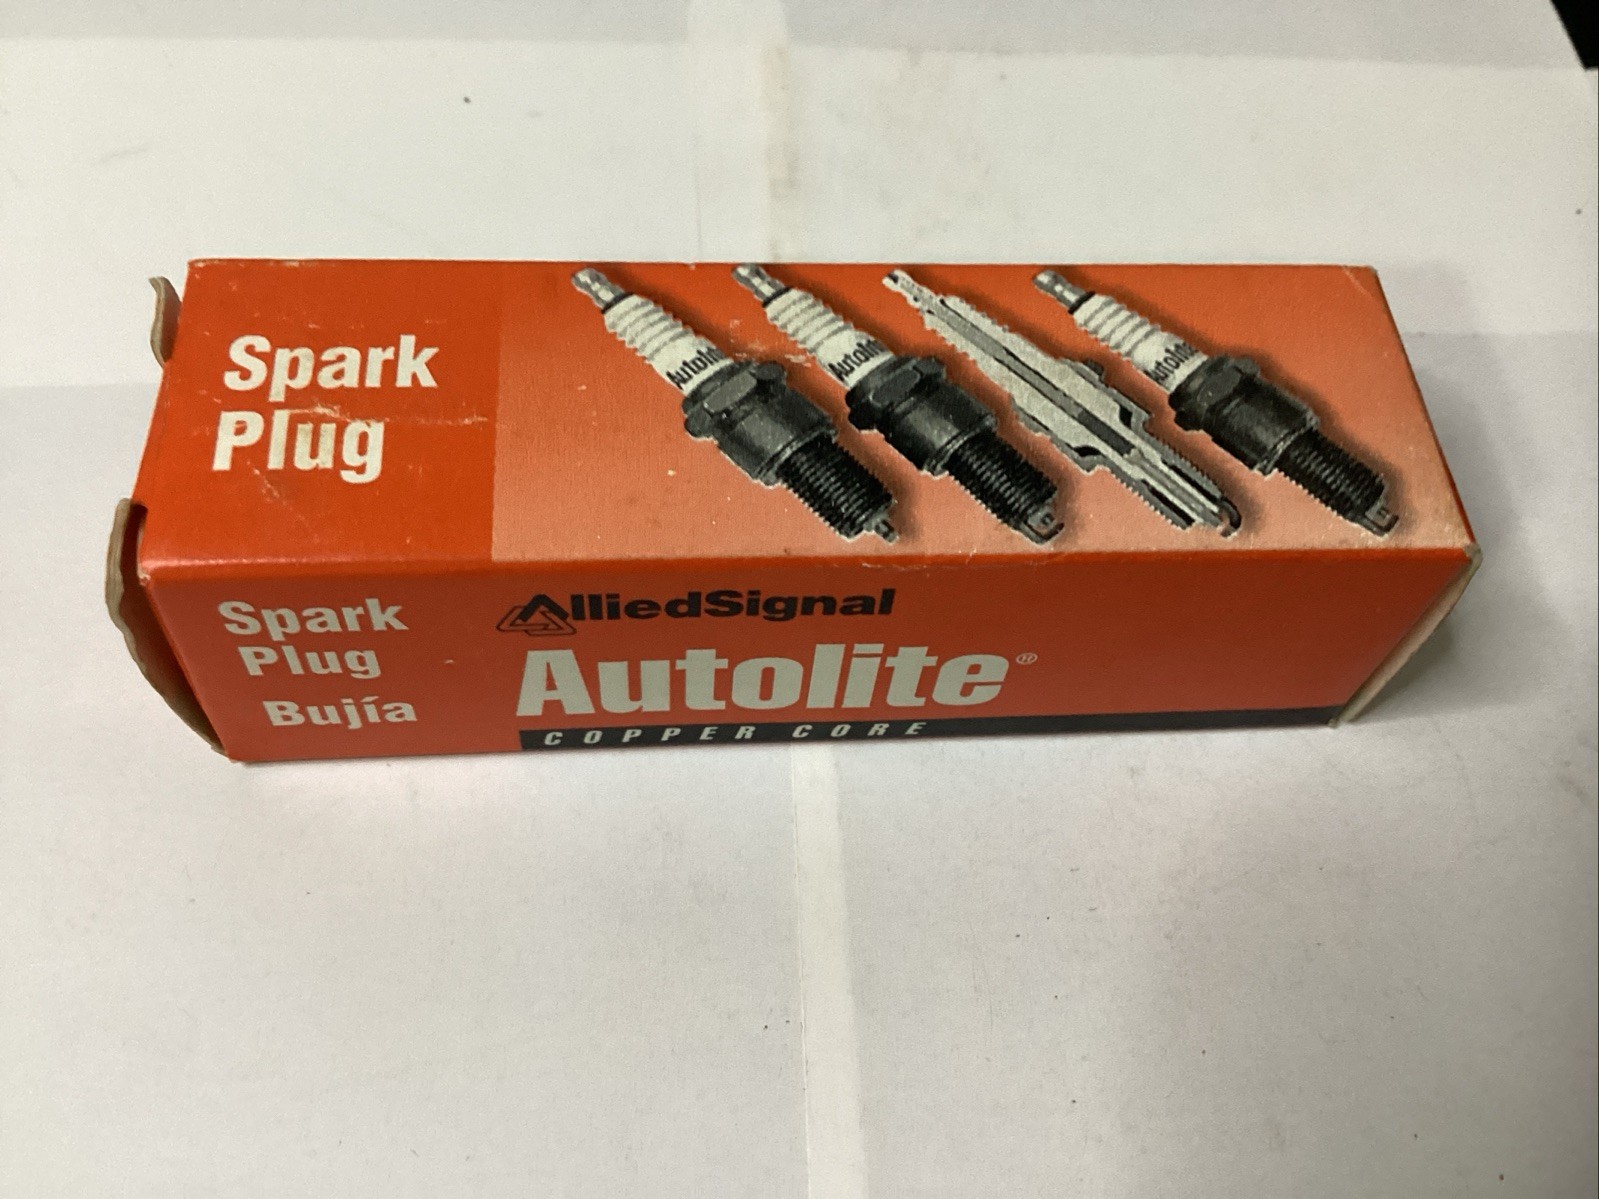 Spark
Plug
Autolite
Autolite
Autolite
Spark
Plug
Bujía
AlliedSignal
Autolite®
COPPER CORE